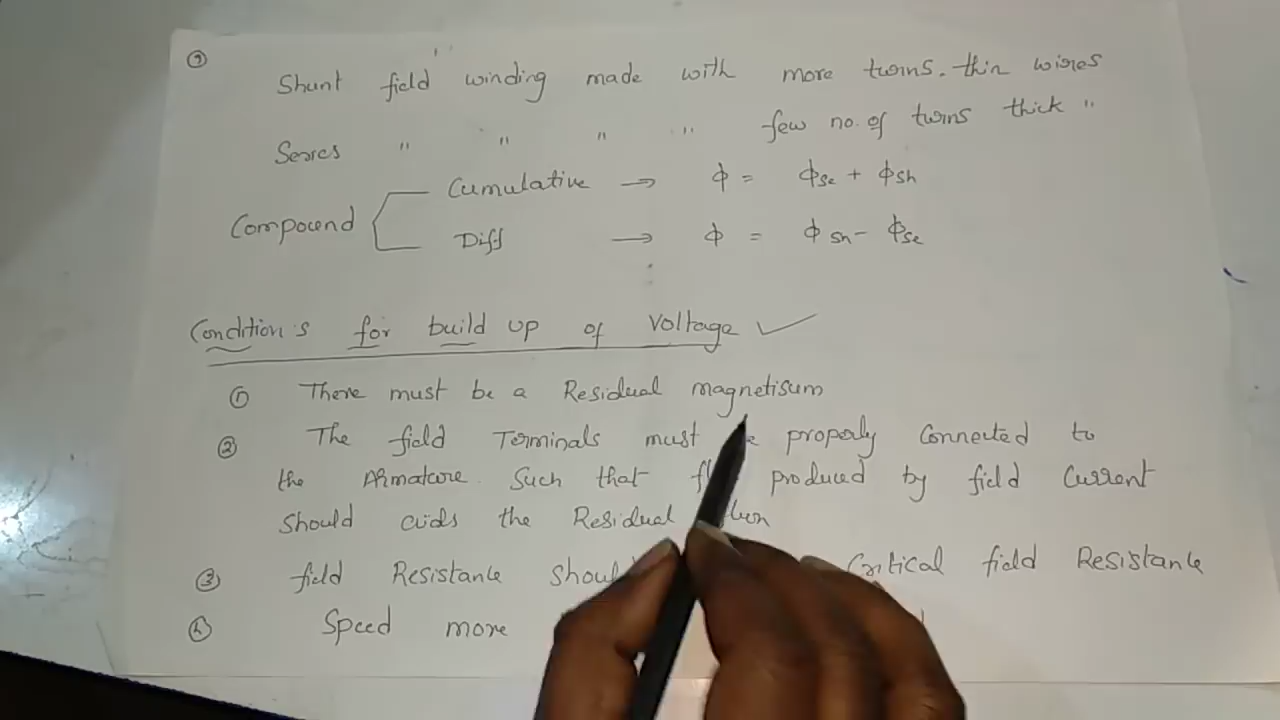 ⑨
Shunt field winding made with more turns. thin wires
Series " " " " few no. of turns thick "
Compound
Cumulative → ϕ = ϕse + ϕsh
Diff → ϕ = ϕsh - ϕse
Condition's for build up of Voltage ✓
① There must be a Residual magnetisum
② The field Terminals must properly Connected to
the Armature. Such that produced by field Current
should aids the Residual
③ field Resistance Critical field Resistance
Speed more